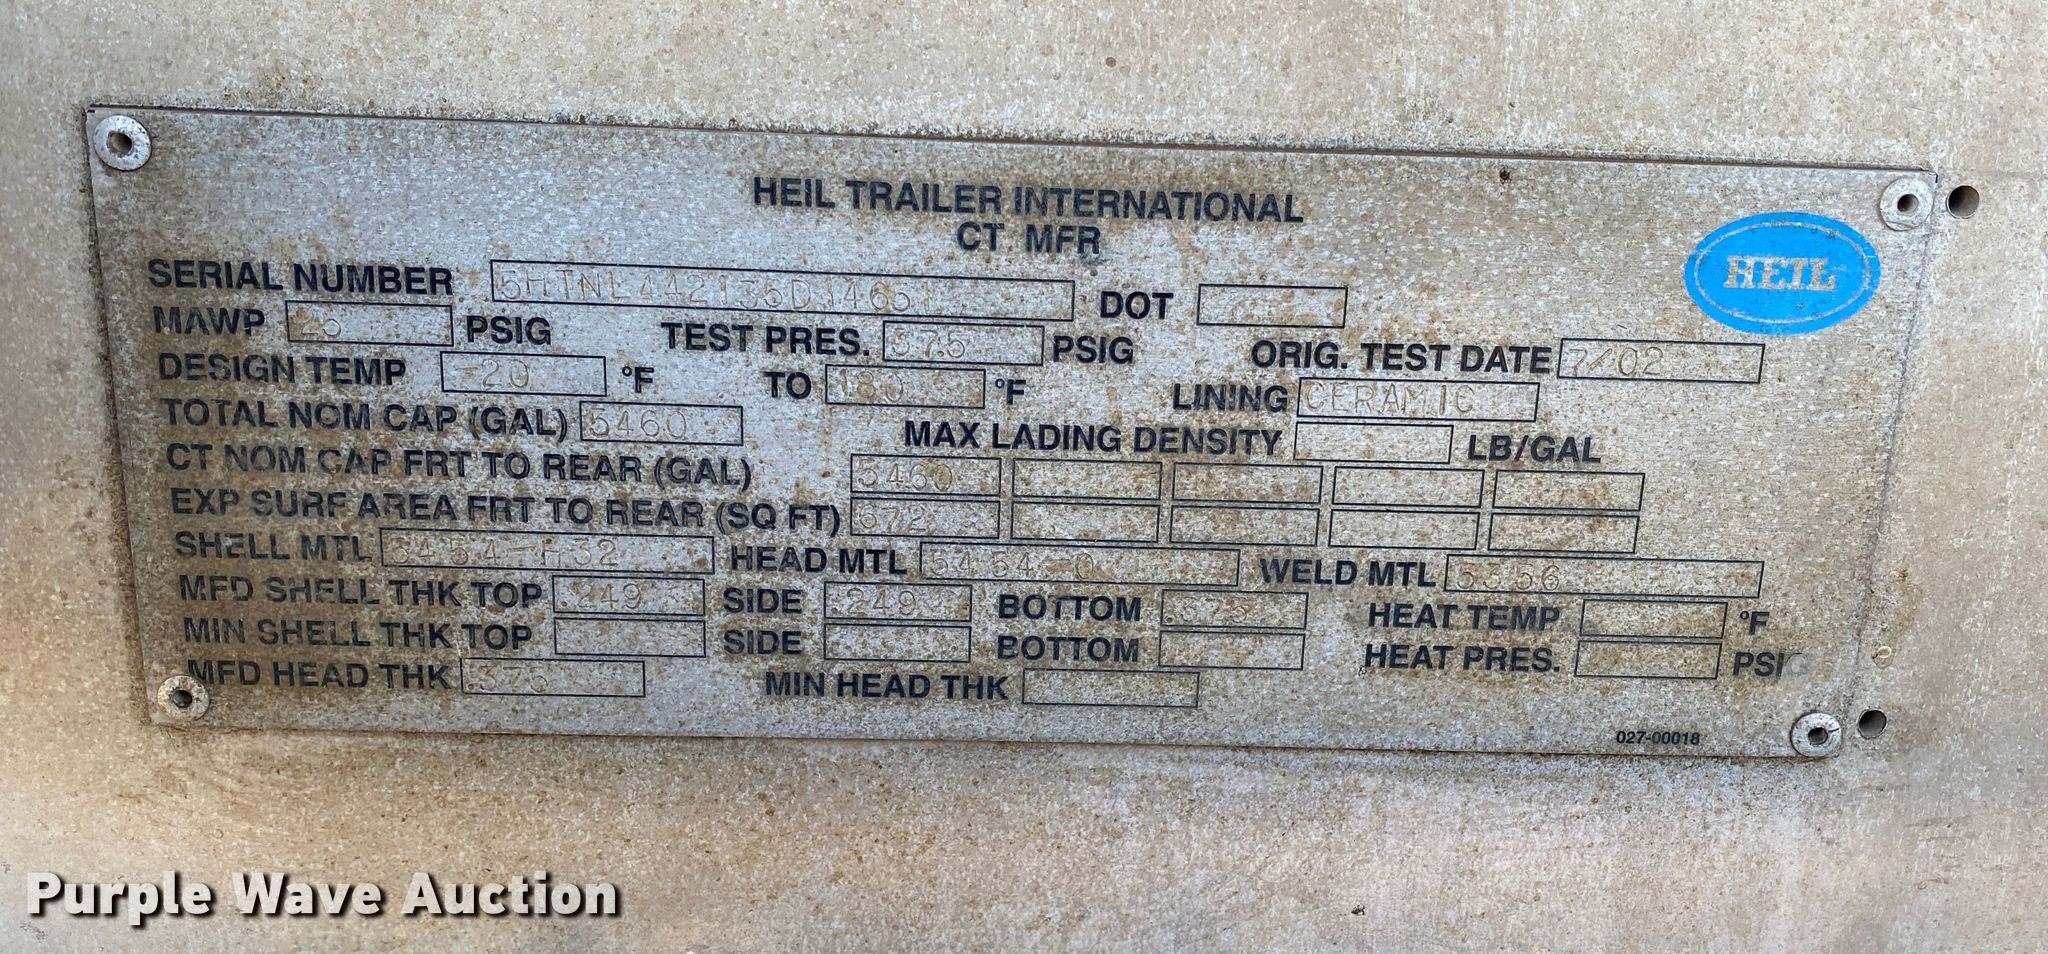 HEIL TRAILER INTERNATIONAL
CT. MFR
HEIL
SERIAL NUMBER DOT
MAWP 25 PSIG TEST PRES. 37.5 PSIG ORIG. TEST DATE 7/02
DESIGN TEMP -20 °F TO 180 °F LINING CERAMIC
TOTAL NOM CAP (GAL) 5460 MAX LADING DENSITY LB/GAL
CT NOM CAP FRT TO REAR (GAL) 5460
EXP SURF AREA FRT TO REAR (SQ FT) 672
SHELL MTL 5454-H32 HEAD MTL 5454-0 WELD MTL 5356
MFD SHELL THK TOP .249 SIDE .249 BOTTOM .373 HEAT TEMP °F
MIN SHELL THK TOP SIDE BOTTOM HEAT PRES. PSIG
MFD HEAD THK MIN HEAD THK
027-00018
Purple Wave Auction